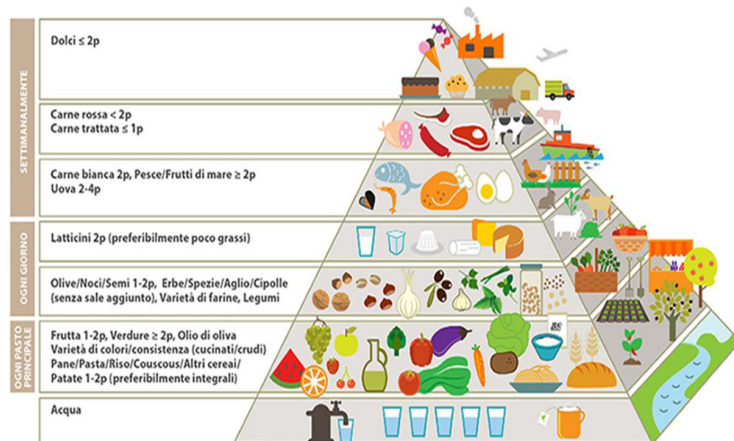 SETTIMANALMENTE
Dolci ≤ 2p
Carne rossa < 2p
Carne trattata ≤ 1p
Carne bianca 2p, Pesce/Frutti di mare ≥ 2p
Uova 2-4p
OGNI GIORNO
Latticini 2p (preferibilmente poco grassi)
Olive/Noci/Semi 1-2p, Erbe/Spezie/Aglio/Cipolle
(senza sale aggiunto), Varietà di farine, Legumi
OGNI PASTO
PRINCIPALE
Frutta 1-2p, Verdure ≥ 2p, Olio di oliva
Varietà di colori/consistenza (cucinati/crudi)
Pane/Pasta/Riso/Couscous/Altri cereai/
Patate 1-2p (preferibilmente integrali)
Acqua